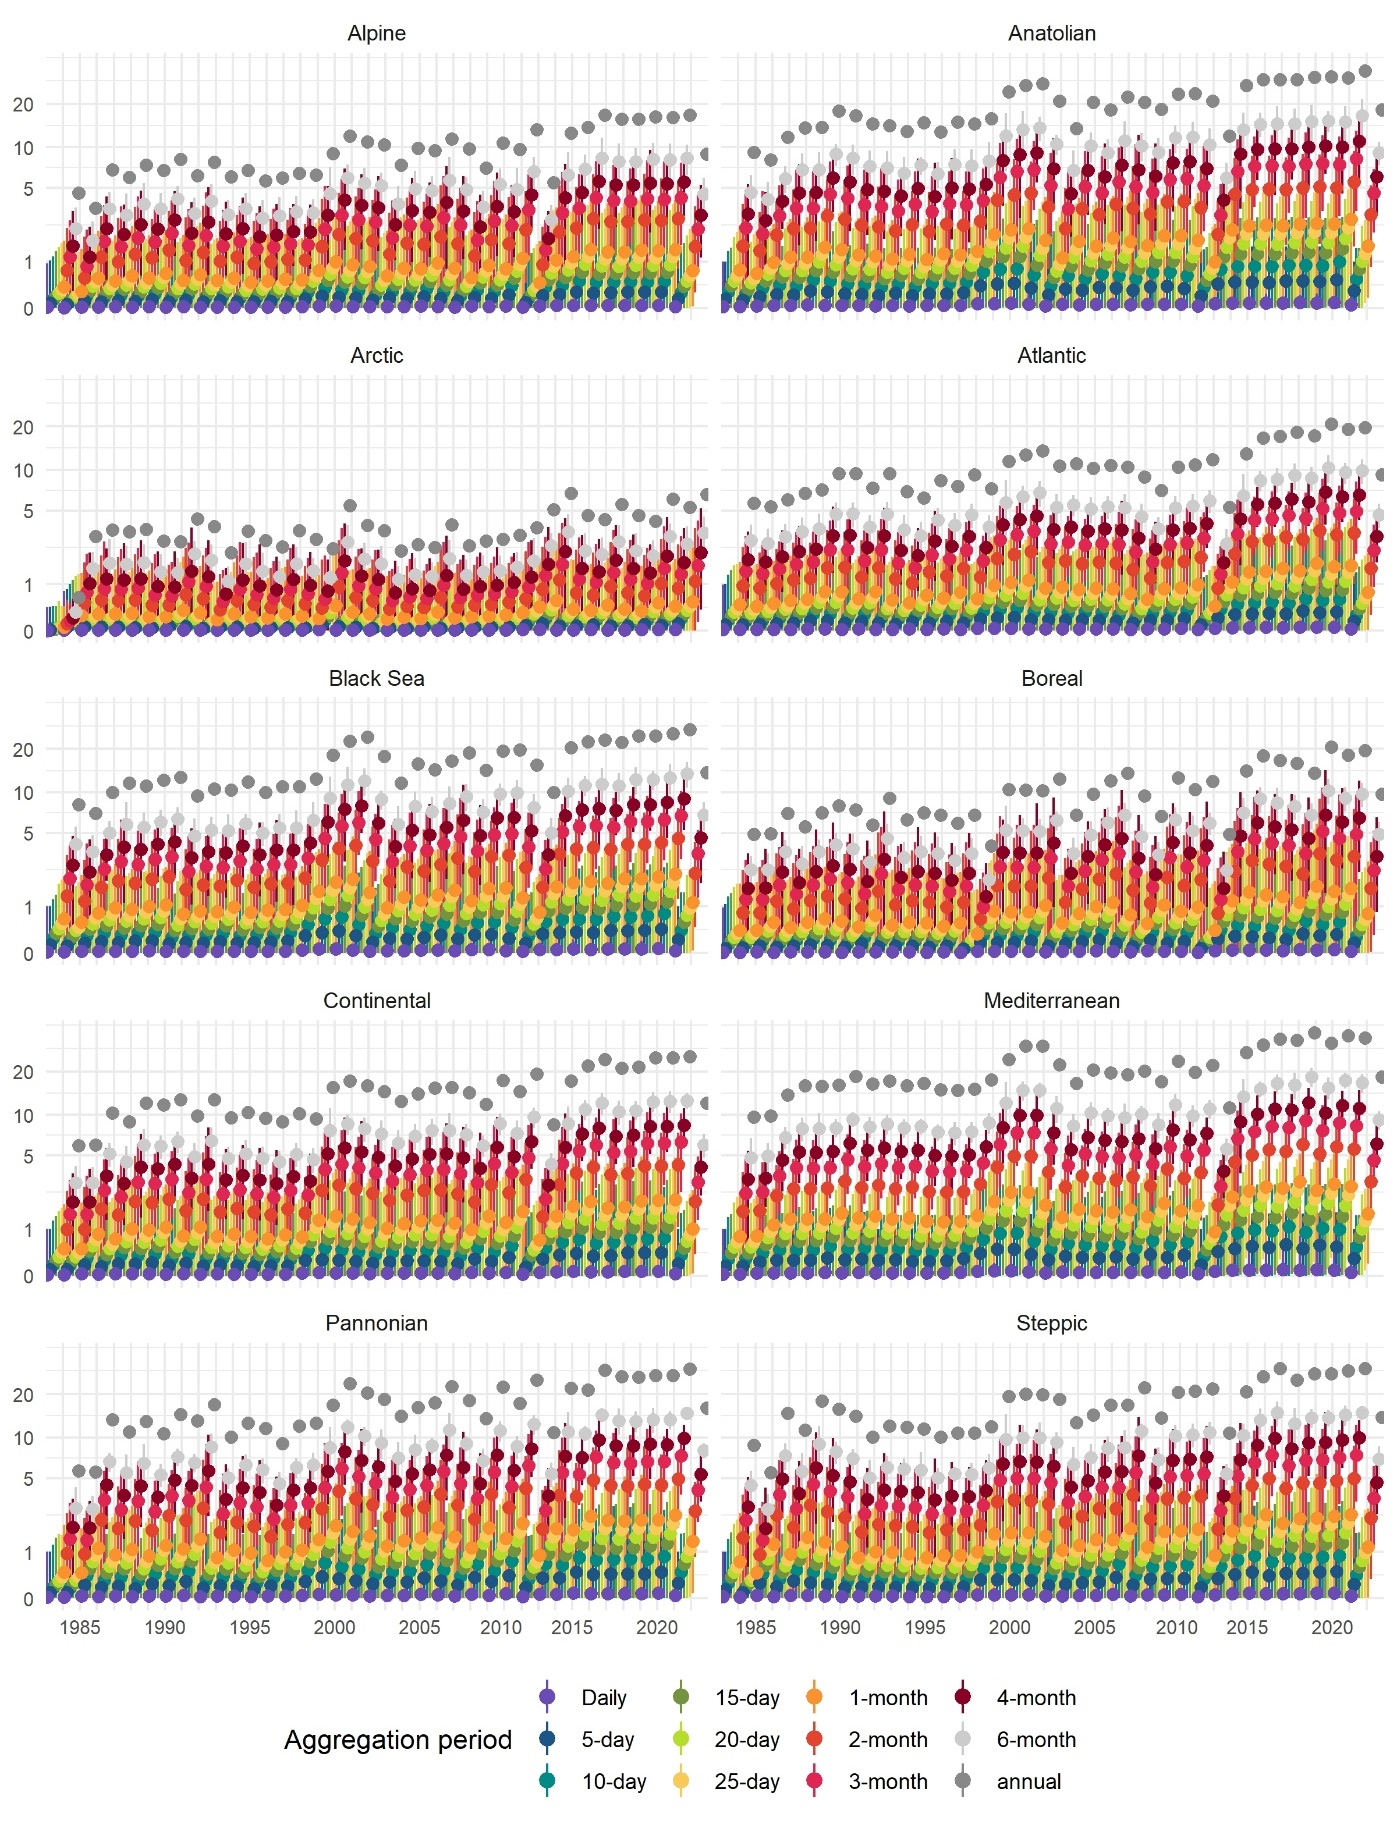 Alpine
Anatolian
20
10
5
1
0
Arctic
Atlantic
20
10
5
1
0
Black Sea
Boreal
20
10
5
1
0
Continental
Mediterranean
20
10
5
1
0
Pannonian
Steppic
20
10
5
1
0
1985 1990 1995 2000 2005 2010 2015 2020 1985 1990 1995 2000 2005 2010 2015 2020
Aggregation period
Daily 15-day 1-month 4-month
5-day 20-day 2-month 6-month
10-day 25-day 3-month annual